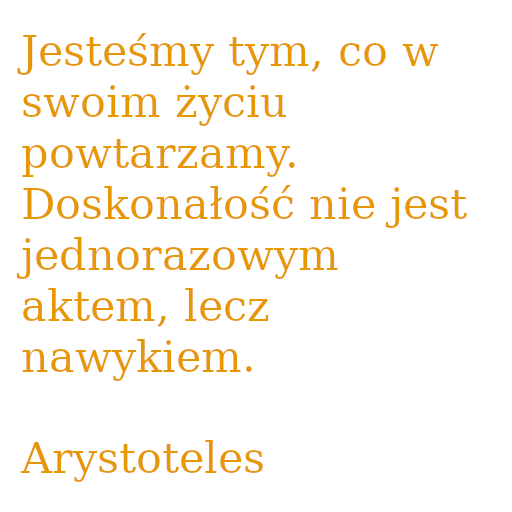 Jesteśmy tym, co w
swoim życiu
powtarzamy.
Doskonałość nie jest
jednorazowym
aktem, lecz
nawykiem.
Arystoteles